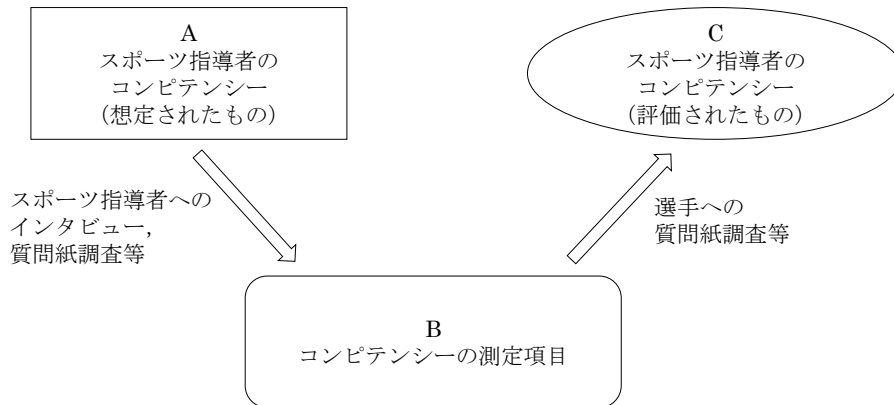 A
スポーツ指導者の
コンピテンシー
（想定されたもの）
C
スポーツ指導者の
コンピテンシー
（評価されたもの）
スポーツ指導者への
インタビュー，
質問紙調査等
選手への
質問紙調査等
B
コンピテンシーの測定項目